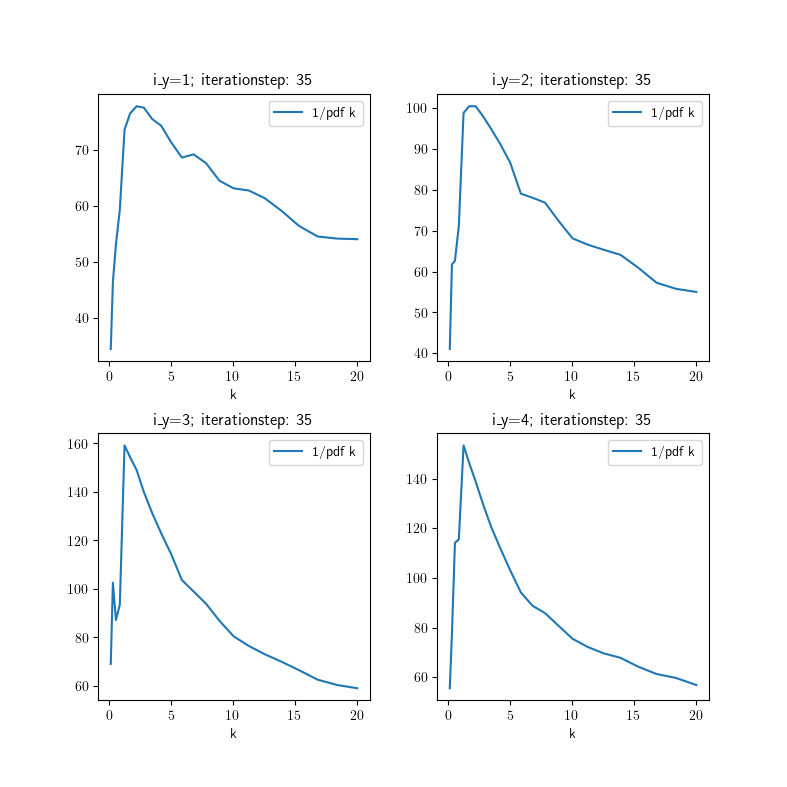 i_y=1; iterationstep: 35
1/pdf k
70
60
50
40
0 5 10 15 20
k
i_y=2; iterationstep: 35
1/pdf k
100
90
80
70
60
50
40
0 5 10 15 20
k
i_y=3; iterationstep: 35
1/pdf k
160
140
120
100
80
60
0 5 10 15 20
k
i_y=4; iterationstep: 35
1/pdf k
140
120
100
80
60
0 5 10 15 20
k